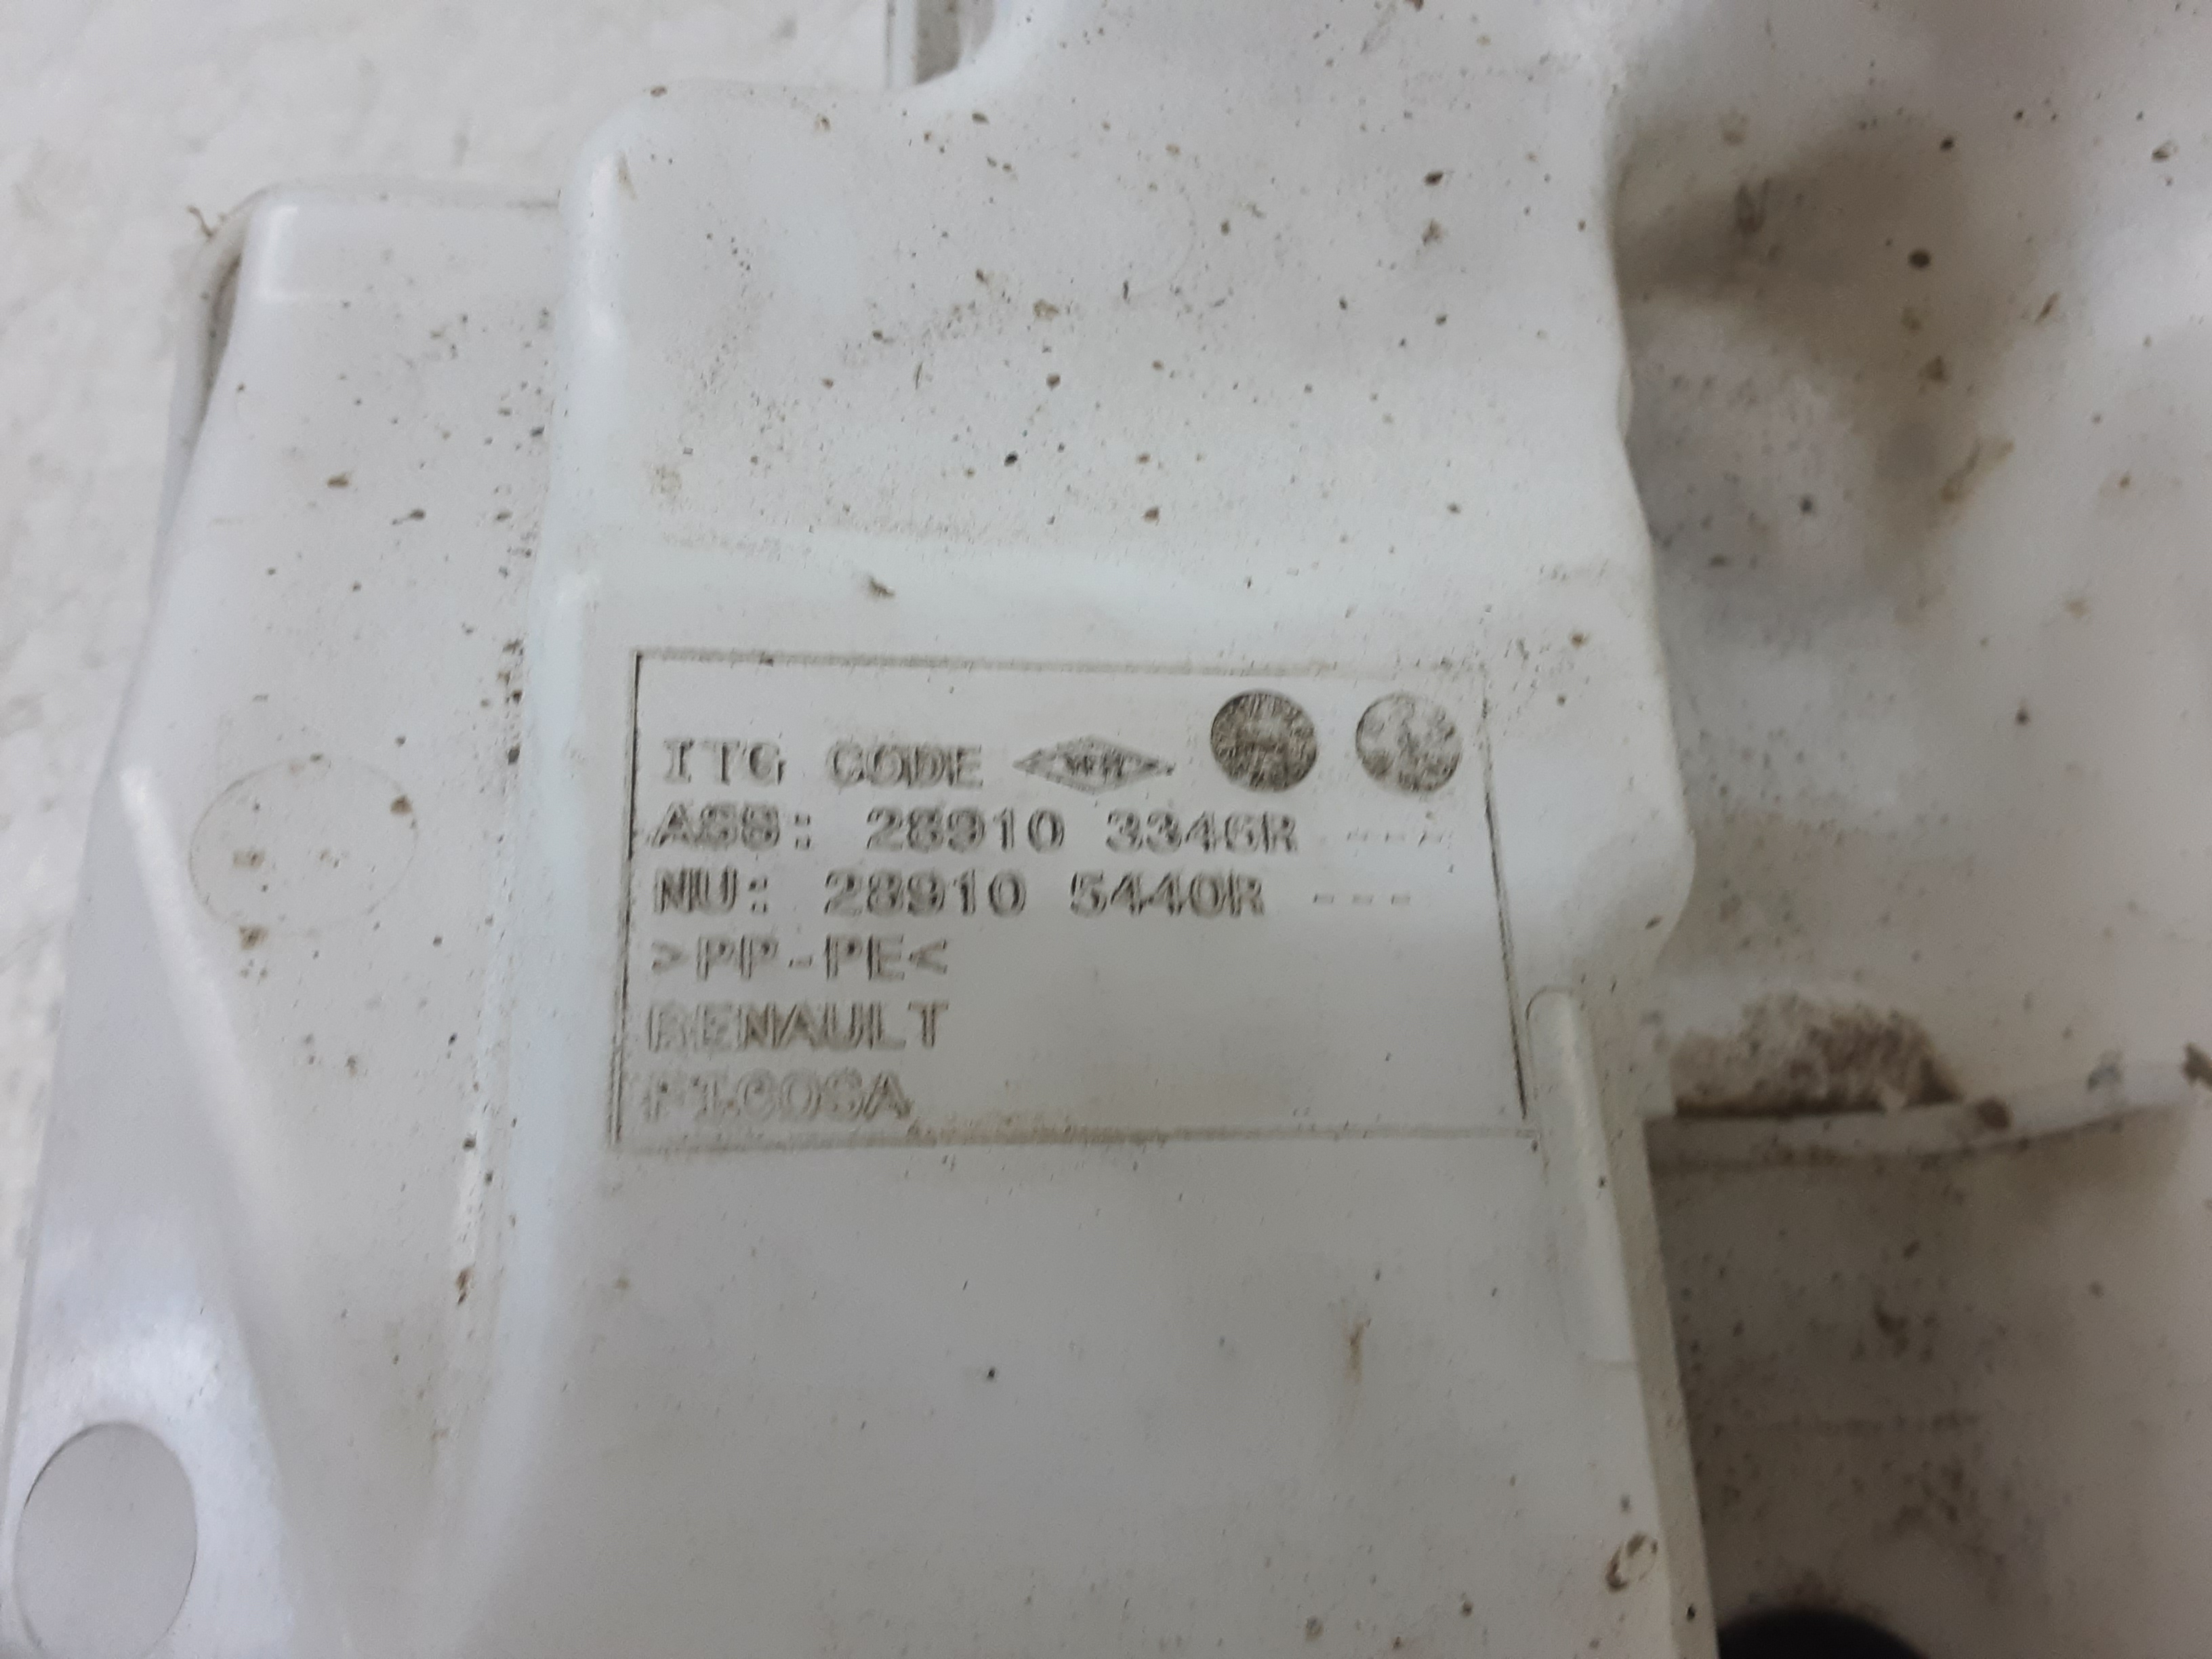 ITG CODE
ASS: 28910 3346R ---
NU: 28910 5440R ---
>PP-PE<
RENAULT
FICOSA